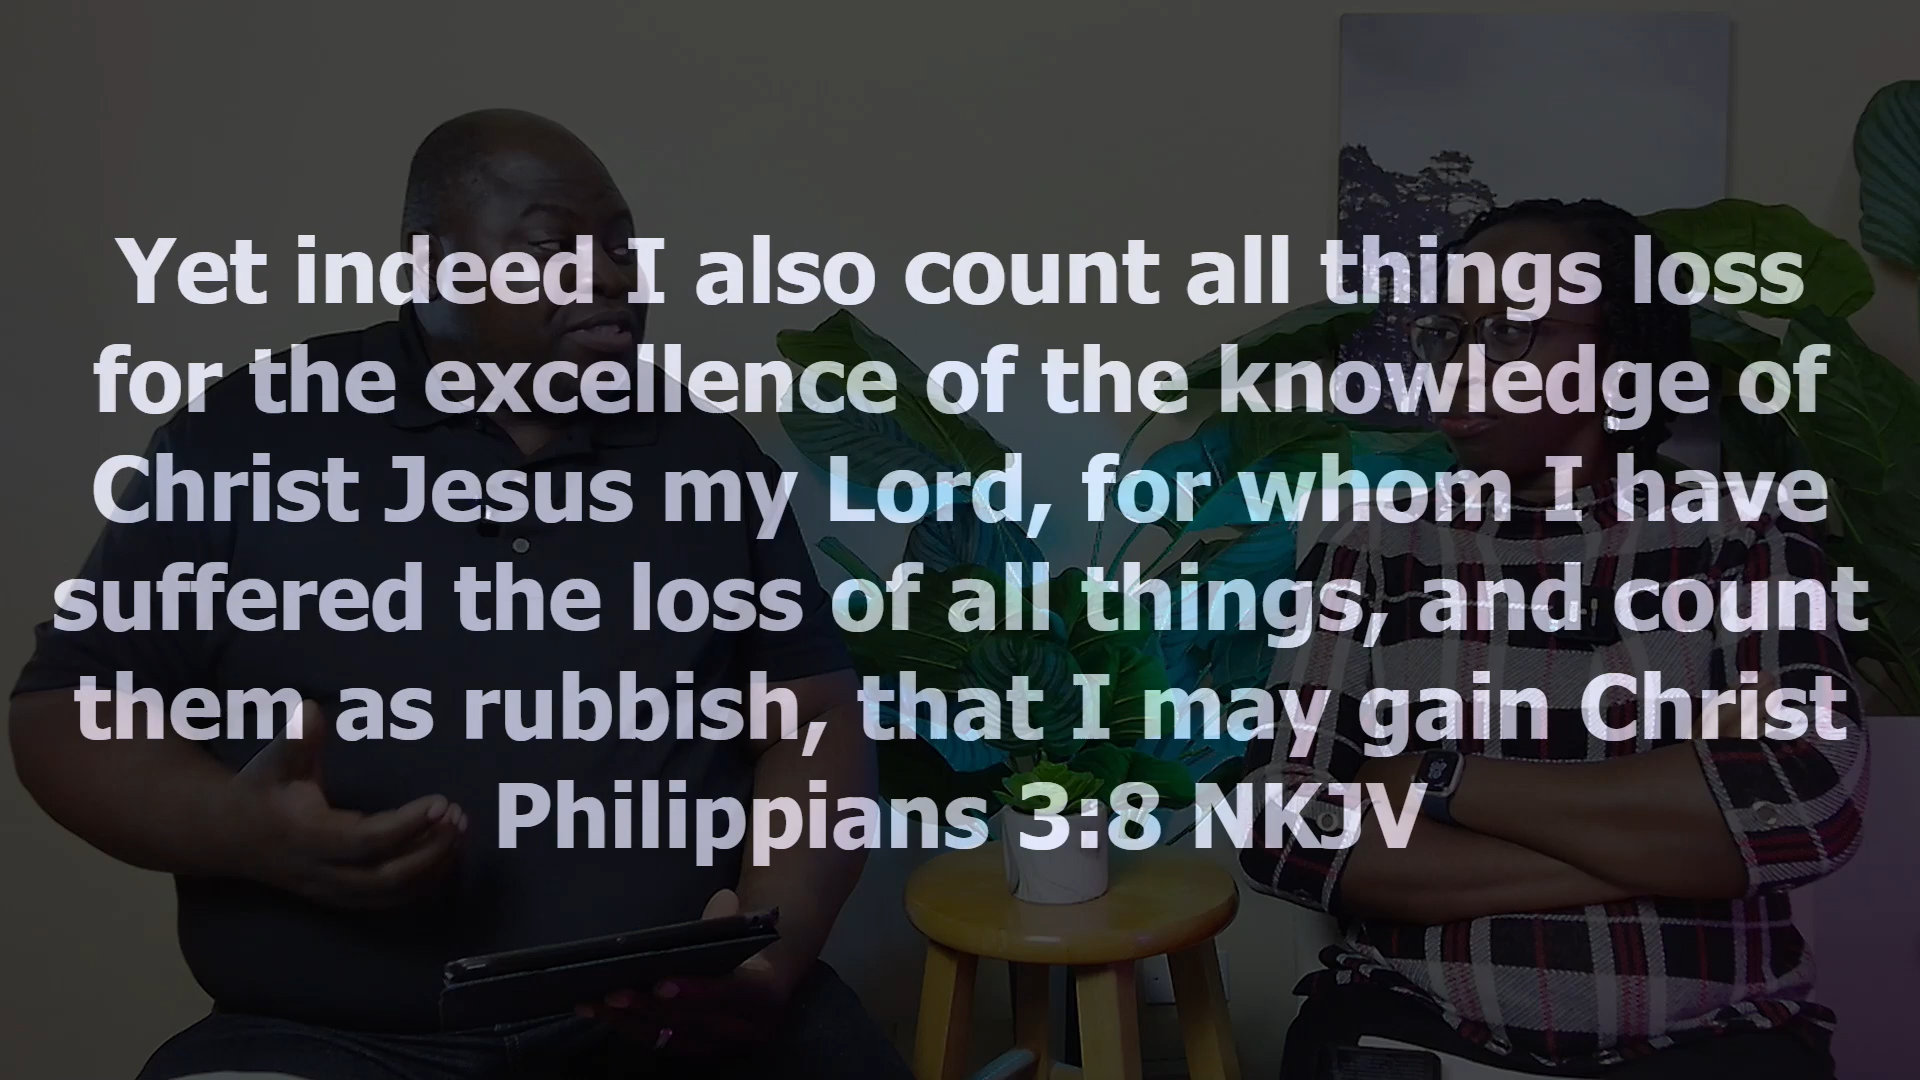 Yet indeed I also count all things loss
for the excellence of the knowledge of
Christ Jesus my Lord, for whom I have
suffered the loss of all things, and count
them as rubbish, that I may gain Christ
Philippians 3:8 NKJV